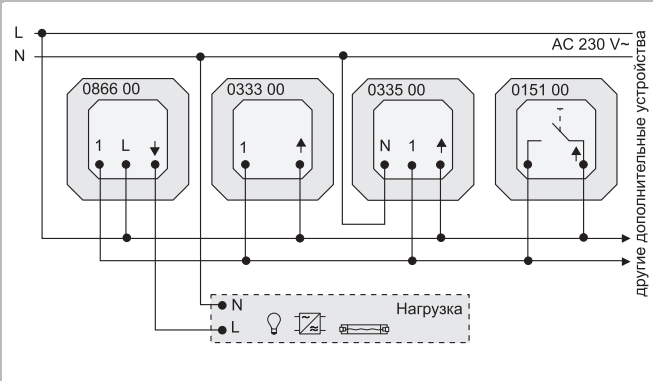 L
N
AC 230 V~
0866 00
0333 00
0335 00
0151 00
1 L
1
N 1
N
L
Нагрузка
другие дополнительные устройства